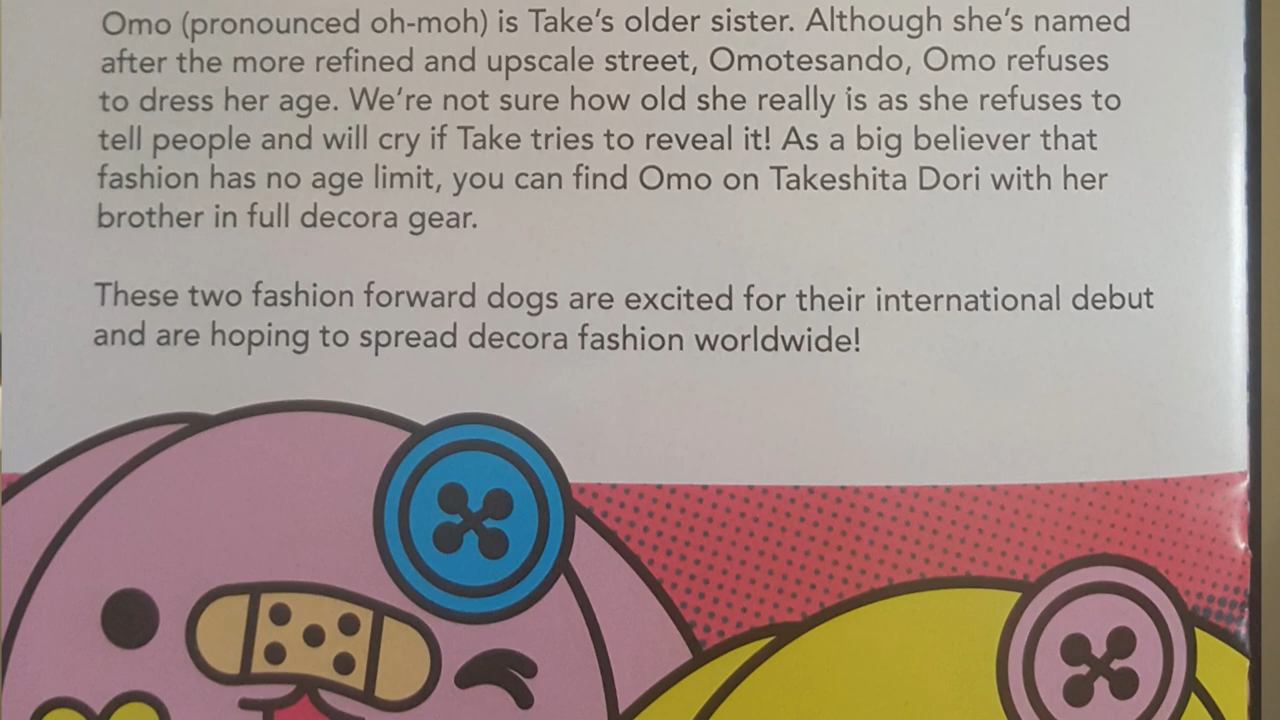 Omo (pronounced oh-moh) is Take's older sister. Although she's named
after the more refined and upscale street, Omotesando, Omo refuses
to dress her age. We're not sure how old she really is as she refuses to
tell people and will cry if Take tries to reveal it! As a big believer that
fashion has no age limit, you can find Omo on Takeshita Dori with her
brother in full decora gear.
These two fashion forward dogs are excited for their international debut
and are hoping to spread decora fashion worldwide!